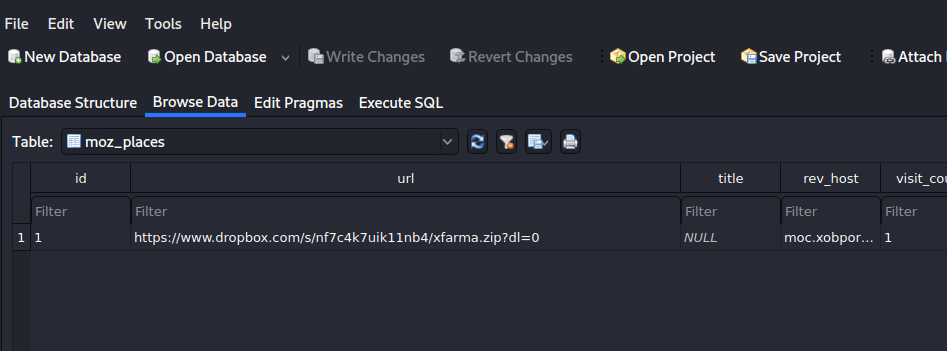 File Edit View Tools Help
New Database Open Database Write Changes Revert Changes Open Project Save Project Attach
Database Structure Browse Data Edit Pragmas Execute SQL
Table: moz_places
id url title rev_host visit_cou
Filter Filter Filter Filter Filter
1 1 https://www.dropbox.com/s/nf7c4k7uik11nb4/xfarma.zip?dl=0 NULL moc.xobpor... 1